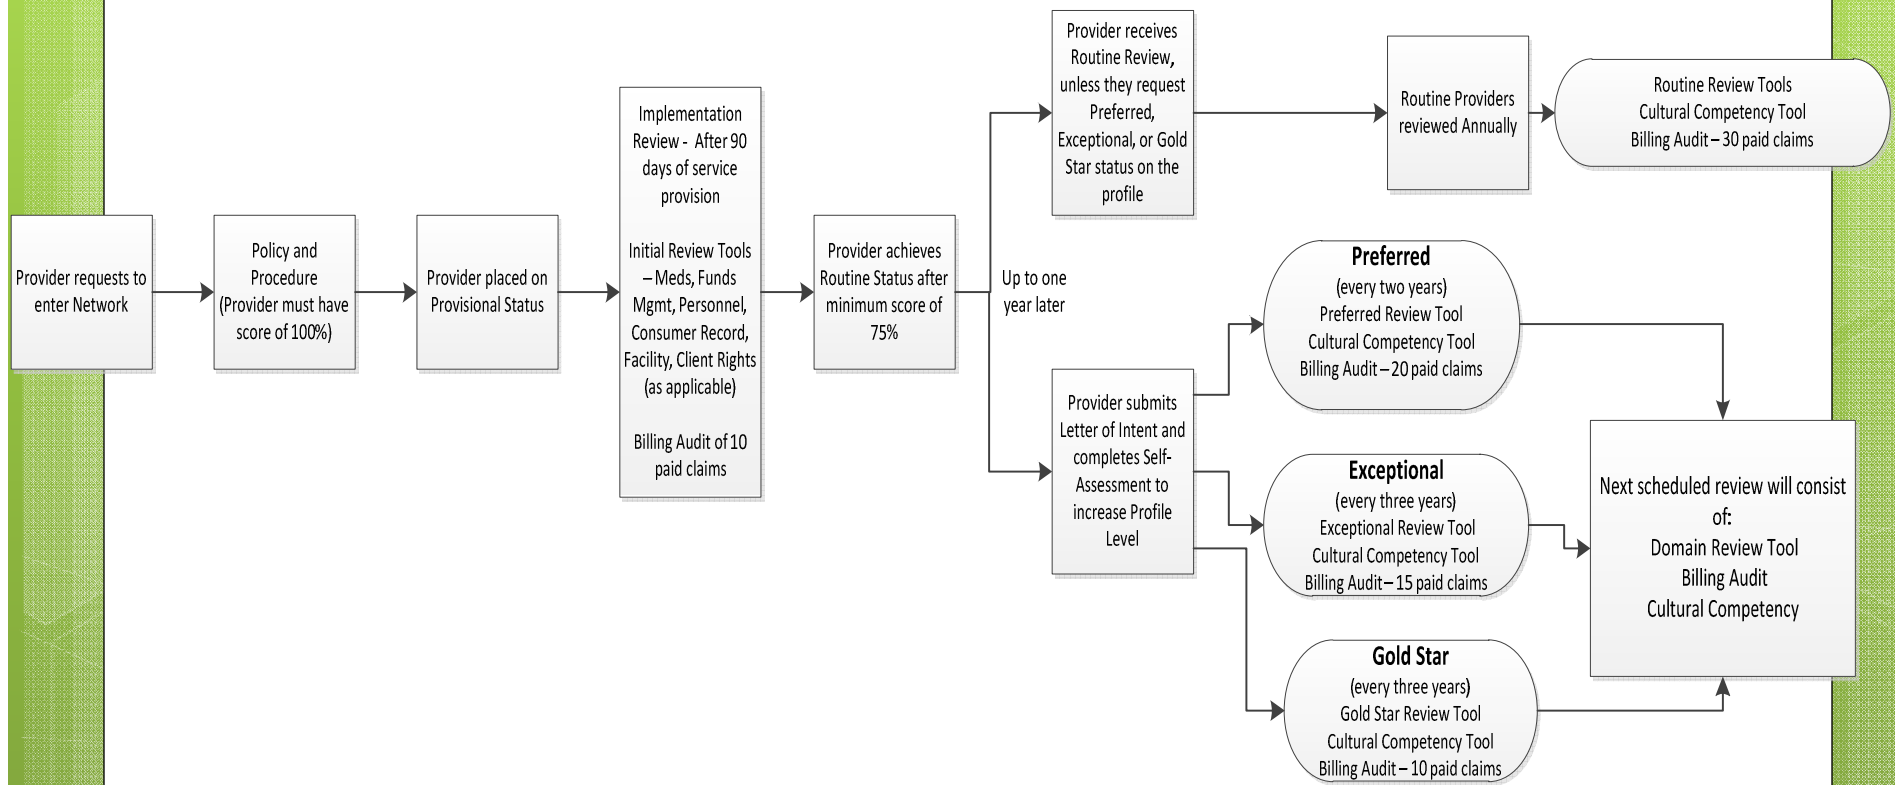 Provider requests to
enter Network
Policy and
Procedure
(Provider must have
score of 100%)
Provider placed on
Provisional Status
Implementation
Review - After 90
days of service
provision
Initial Review Tools
– Meds, Funds
Mgmt, Personnel,
Consumer Record,
Facility, Client Rights
(as applicable)
Billing Audit of 10
paid claims
Provider achieves
Routine Status after
minimum score of
75%
Up to one
year later
Provider receives
Routine Review,
unless they request
Preferred,
Exceptional, or Gold
Star status on the
profile
Routine Providers
reviewed Annually
Routine Review Tools
Cultural Competency Tool
Billing Audit – 30 paid claims
Provider submits
Letter of Intent and
completes Self-
Assessment to
increase Profile
Level
Preferred
(every two years)
Preferred Review Tool
Cultural Competency Tool
Billing Audit – 20 paid claims
Exceptional
(every three years)
Exceptional Review Tool
Cultural Competency Tool
Billing Audit – 15 paid claims
Gold Star
(every three years)
Gold Star Review Tool
Cultural Competency Tool
Billing Audit – 10 paid claims
Next scheduled review will consist
of:
Domain Review Tool
Billing Audit
Cultural Competency